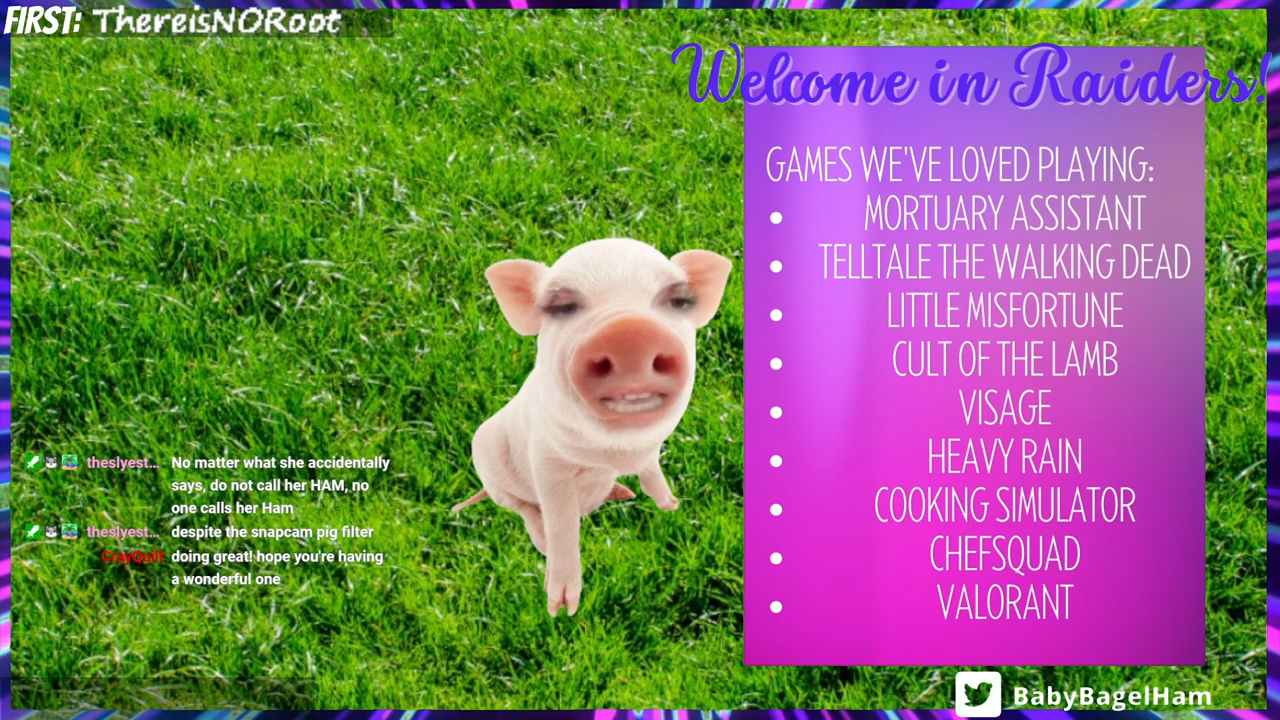 FIRST: ThereisNORoot
Welcome in Raiders!
GAMES WE'VE LOVED PLAYING:
• MORTUARY ASSISTANT
• TELLTALE THE WALKING DEAD
• LITTLE MISFORTUNE
• CULT OF THE LAMB
• VISAGE
• HEAVY RAIN
• COOKING SIMULATOR
• CHEFSQUAD
• VALORANT
theslyest... No matter what she accidentally
says, do not call her HAM, no
one calls her Ham
theslyest... despite the snapcam pig filter
CrayQuilt doing great! hope you're having
a wonderful one
BabyBagelHam